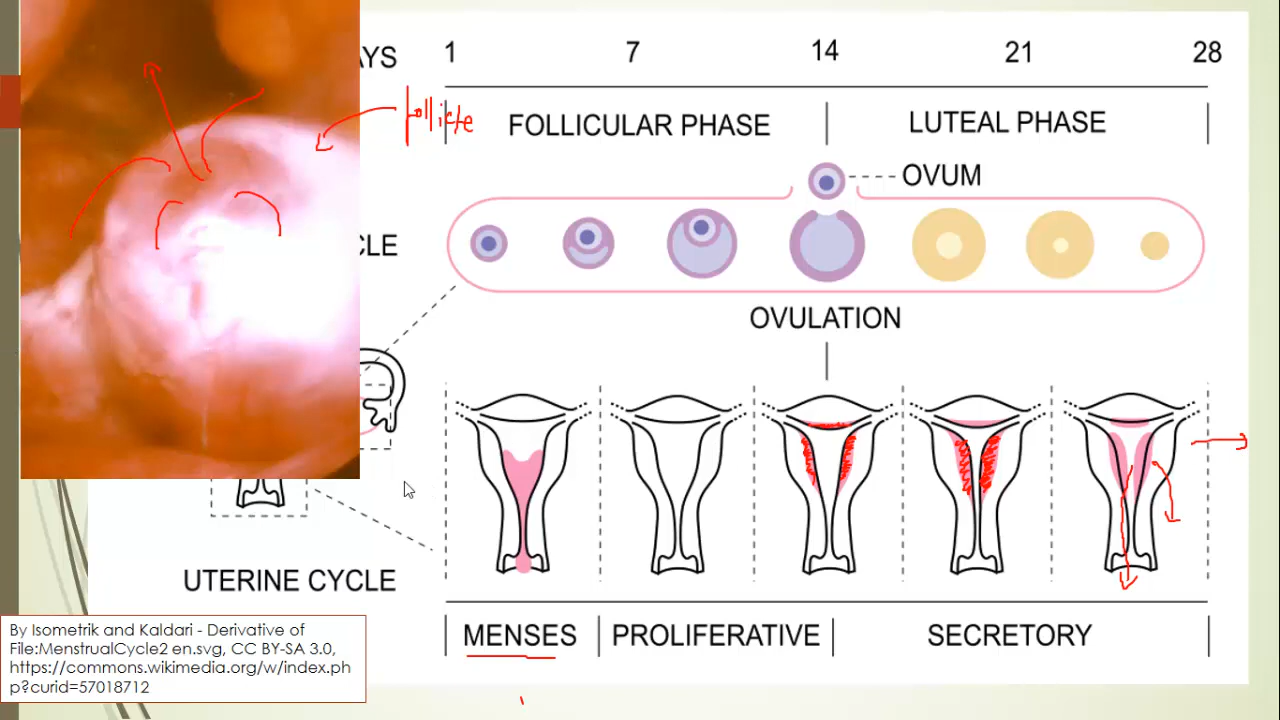 AYS 1 7 14 21 28
follicle
FOLLICULAR PHASE LUTEAL PHASE
OVUM
CLE
OVULATION
UTERINE CYCLE
MENSES PROLIFERATIVE SECRETORY
By Isometrik and Kaldari - Derivative of
File:MenstrualCycle2 en.svg, CC BY-SA 3.0,
https://commons.wikimedia.org/w/index.ph
p?curid=57018712